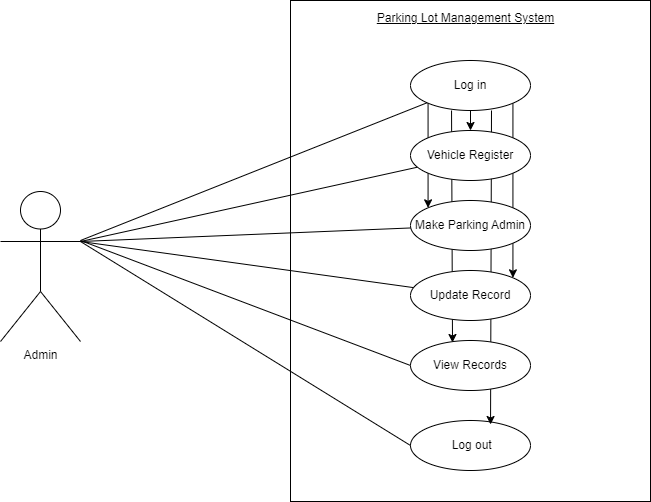 Parking Lot Management System
Log in
Vehicle Register
Make Parking Admin
Update Record
View Records
Log out
Admin